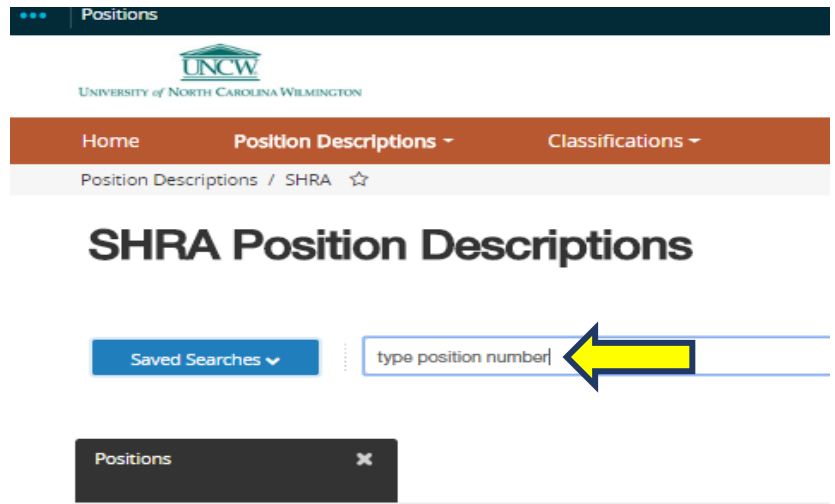 Positions
UNCW
UNIVERSITY of NORTH CAROLINA WILMINGTON
Home Position Descriptions Classifications
Position Descriptions / SHRA
SHRA Position Descriptions
Saved Searches type position number
Positions